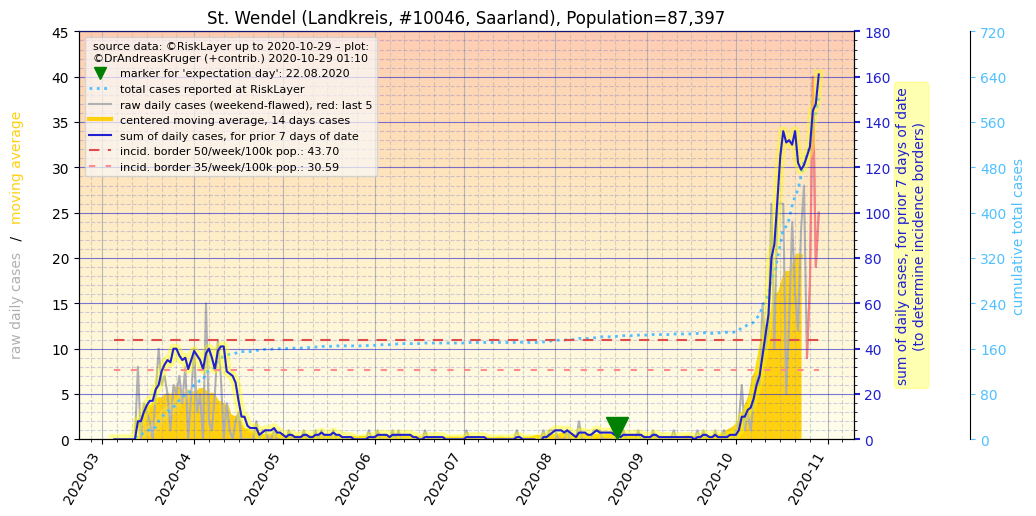 St. Wendel (Landkreis, #10046, Saarland), Population=87,397
source data: ©RiskLayer up to 2020-10-29 – plot:
©DrAndreasKruger (+contrib.) 2020-10-29 01:10
marker for 'expectation day': 22.08.2020
total cases reported at RiskLayer
raw daily cases (weekend-flawed), red: last 5
centered moving average, 14 days cases
sum of daily cases, for prior 7 days of date
incid. border 50/week/100k pop.: 43.70
incid. border 35/week/100k pop.: 30.59
raw daily cases / moving average
45
40
35
30
25
20
15
10
5
0
180
160
140
120
100
80
60
40
20
0
sum of daily cases, for prior 7 days of date
(to determine incidence borders)
720
640
560
480
400
320
240
160
80
0
cumulative total cases
2020-03
2020-04
2020-05
2020-06
2020-07
2020-08
2020-09
2020-10
2020-11